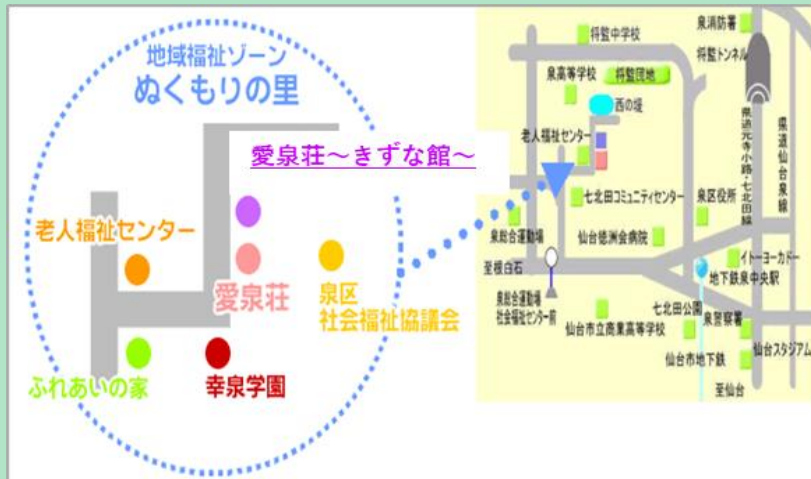 地域福祉ゾーン
ぬくもりの里
愛泉荘～きずな館～
老人福祉センター
愛泉荘
泉区
社会福祉協議会
ふれあいの家
幸泉学園
泉消防署
将監中学校
将監トンネル
泉高等学校
将監団地
西の堤
老人福祉センター
県道元寺小路・七北田線
県道仙台泉線
七北田コミュニティセンター
泉区役所
泉総合運動場
仙台徳洲会病院
至根白石
イトーヨーカドー
地下鉄泉中央駅
泉総合運動場
社会福祉センター前
七北田公園
仙台市立商業高等学校
泉警察署
仙台市地下鉄
仙台スタジアム
至仙台